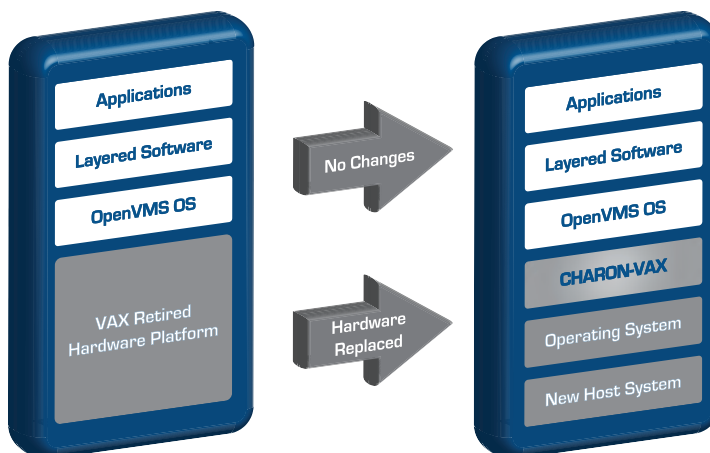 Applications
Layered Software
OpenVMS OS
VAX Retired
Hardware Platform
No Changes
Hardware
Replaced
Applications
Layered Software
OpenVMS OS
CHARON-VAX
Operating System
New Host System